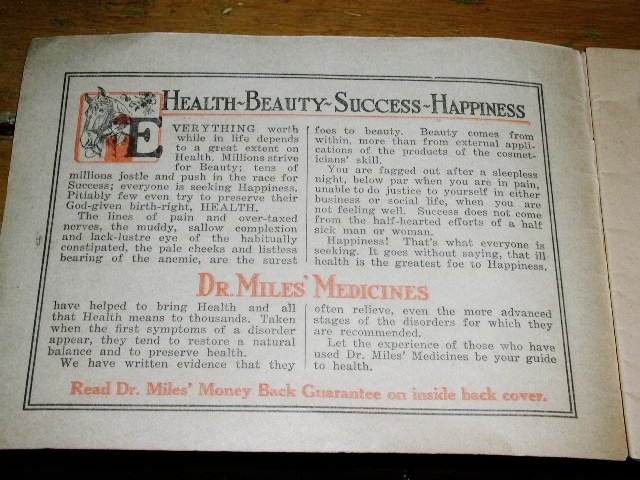 HEALTH~BEAUTY~SUCCESS~HAPPINESS
EVERYTHING worth
while in life depends
to a great extent on
Health. Millions strive
for Beauty; tens of
millions jostle and push in the race for
Success; everyone is seeking Happiness.
Pitiably few even try to preserve their
God-given birth-right, HEALTH.
The lines of pain and over-taxed
nerves, the muddy, sallow complexion
and lack-lustre eye of the habitually
constipated, the pale cheeks and listless
bearing of the anemic, are the surest
foes to beauty. Beauty comes from
within, more than from external appli-
cations of the products of the cosmet-
icians' skill.
You are fagged out after a sleepless
night, below par when you are in pain,
unable to do justice to yourself in either
business or social life, when you are
not feeling well. Success does not come
from the half-hearted efforts of a half
sick man or woman.
Happiness! That's what everyone is
seeking. It goes without saying, that ill
health is the greatest foe to Happiness.
DR. MILES' MEDICINES
have helped to bring Health and all
that Health means to thousands. Taken
when the first symptoms of a disorder
appear, they tend to restore a natural
balance and to preserve health.
We have written evidence that they
often relieve, even the more advanced
stages of the disorders for which they
are recommended.
Let the experience of those who have
used Dr. Miles' Medicines be your guide
to health.
Read Dr. Miles' Money Back Guarantee on inside back cover.